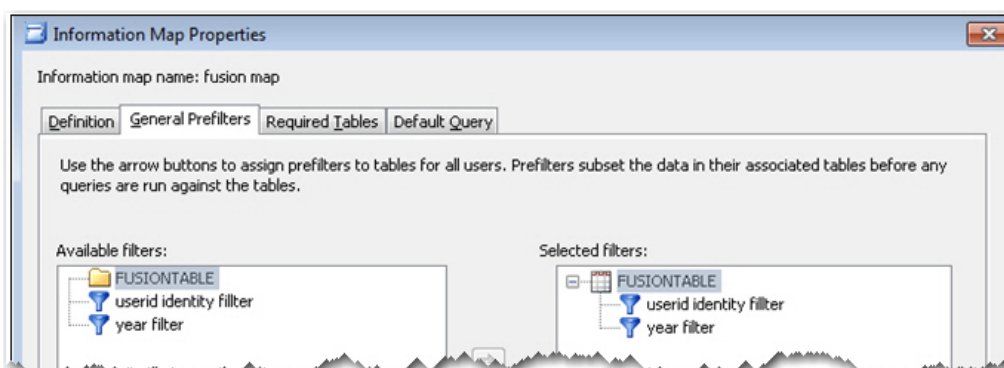 Information Map Properties
Information map name: fusion map
Definition General Prefilters Required Tables Default Query
Use the arrow buttons to assign prefilters to tables for all users. Prefilters subset the data in their associated tables before any
queries are run against the tables.
Available filters:
FUSIONTABLE
userid identity fillter
year filter
Selected filters:
FUSIONTABLE
userid identity fillter
year filter